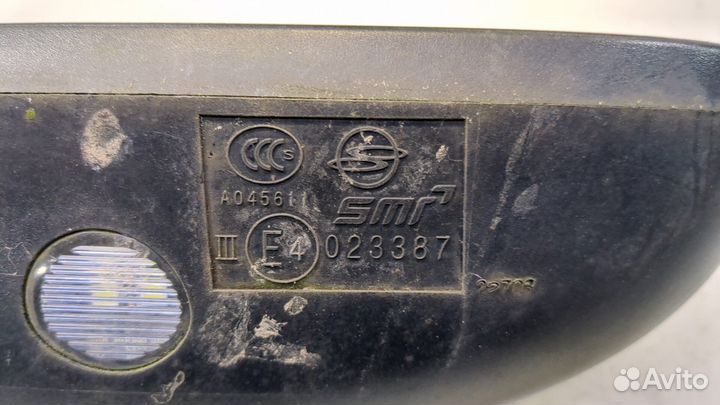 CCC S
A045611
smr
III E4 023387
Avito